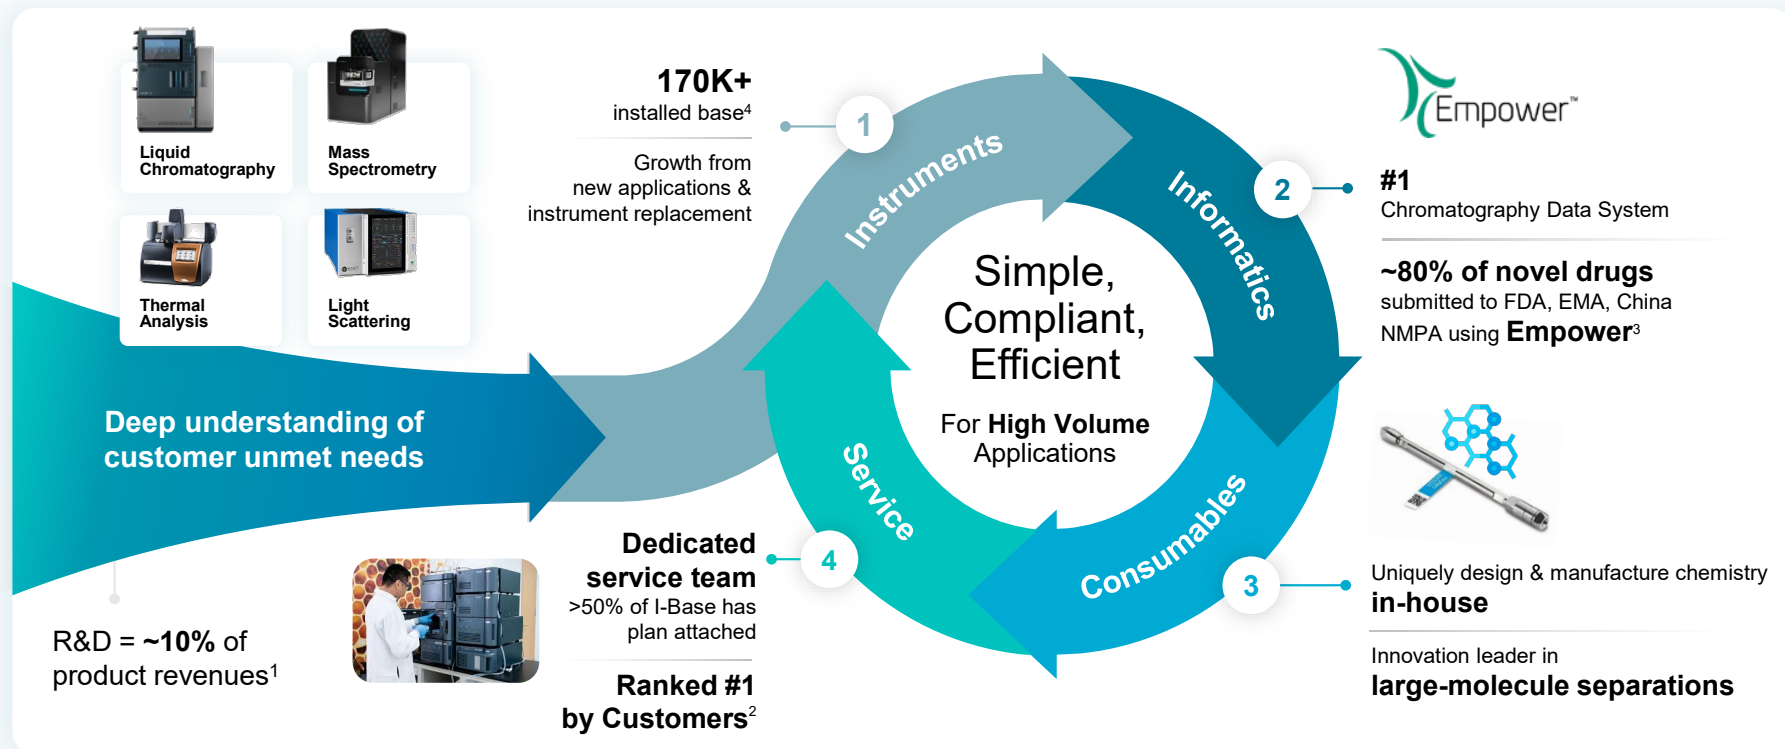 Liquid
Chromatography
Mass
Spectrometry
Thermal
Analysis
Light
Scattering
Deep understanding of
customer unmet needs
R&D = ~10% of
product revenues¹
170K+
installed base⁴
Growth from
new applications &
instrument replacement
1
Instruments
Informatics
2
Empower™
#1
Chromatography Data System
~80% of novel drugs
submitted to FDA, EMA, China
NMPA using Empower³
Simple,
Compliant,
Efficient
For High Volume
Applications
Consumables
3
Uniquely design & manufacture chemistry
in-house
Innovation leader in
large-molecule separations
Service
4
Dedicated
service team
>50% of I-Base has
plan attached
Ranked #1
by Customers²